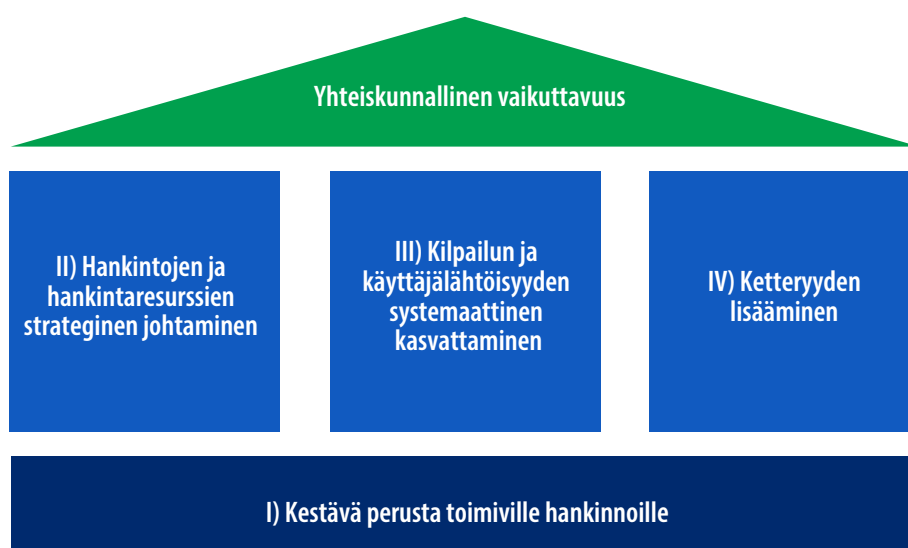 Yhteiskunnallinen vaikuttavuus
II) Hankintojen ja
hankintaresurssien
strateginen johtaminen
III) Kilpailun ja
käyttäjälähtöisyyden
systemaattinen
kasvattaminen
IV) Ketteryyden
lisääminen
I) Kestävä perusta toimiville hankinnoille